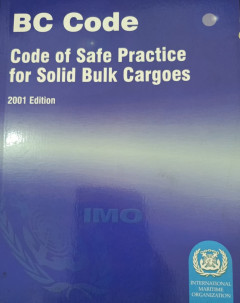 BC Code
Code of Safe Practice
for Solid Bulk Cargoes
2001 Edition
IMO
INTERNATIONAL
MARITIME
ORGANIZATION